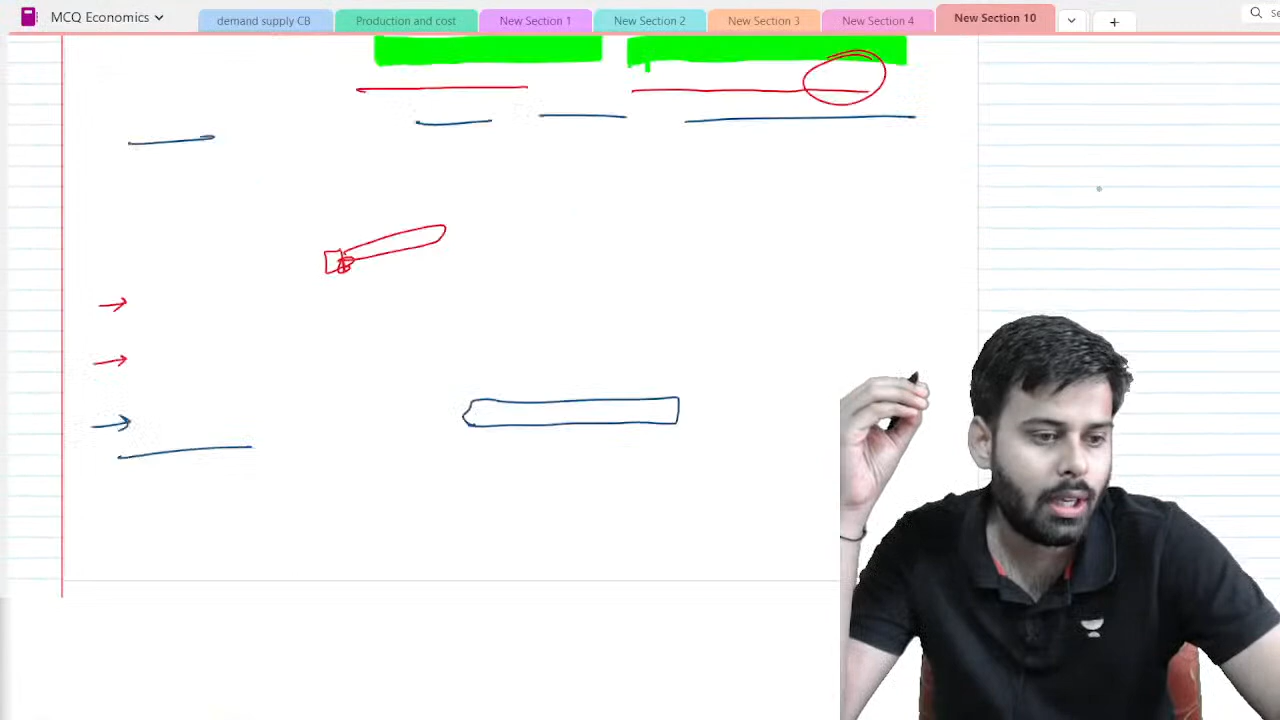 MCQ Economics
demand supply CB
Production and cost
New Section 1
New Section 2
New Section 3
New Section 4
New Section 10